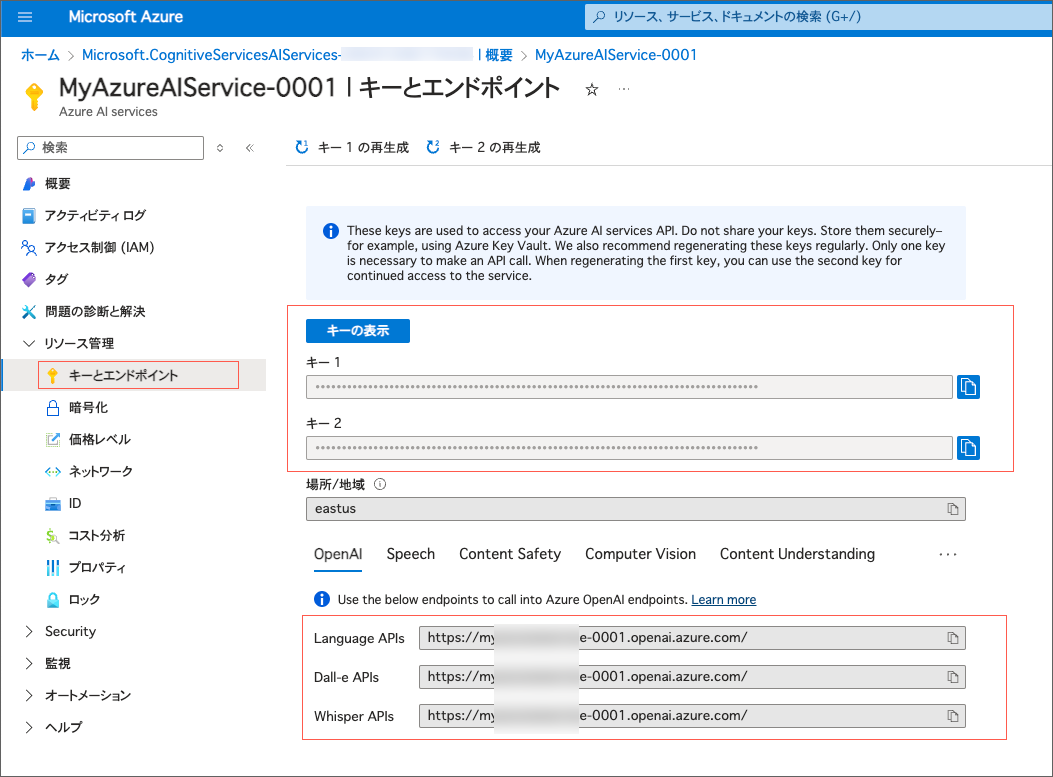 Microsoft Azure
リソース、サービス、ドキュメントの検索 (G+/)
ホーム > Microsoft.CognitiveServicesAIServices- | 概要 > MyAzureAIService-0001
MyAzureAIService-0001 | キーとエンドポイント
Azure AI services
検索
キー 1 の再生成
キー 2 の再生成
概要
アクティビティ ログ
アクセス制御 (IAM)
タグ
問題の診断と解決
リソース管理
キーとエンドポイント
暗号化
価格レベル
ネットワーク
ID
コスト分析
プロパティ
ロック
Security
監視
オートメーション
ヘルプ
These keys are used to access your Azure AI services API. Do not share your keys. Store them securely–
for example, using Azure Key Vault. We also recommend regenerating these keys regularly. Only one key
is necessary to make an API call. When regenerating the first key, you can use the second key for
continued access to the service.
キーの表示
キー 1
キー 2
場所/地域
eastus
OpenAI Speech Content Safety Computer Vision Content Understanding ...
Use the below endpoints to call into Azure OpenAI endpoints. Learn more
Language APIs https://my e-0001.openai.azure.com/
Dall-e APIs https://my e-0001.openai.azure.com/
Whisper APIs https://my e-0001.openai.azure.com/